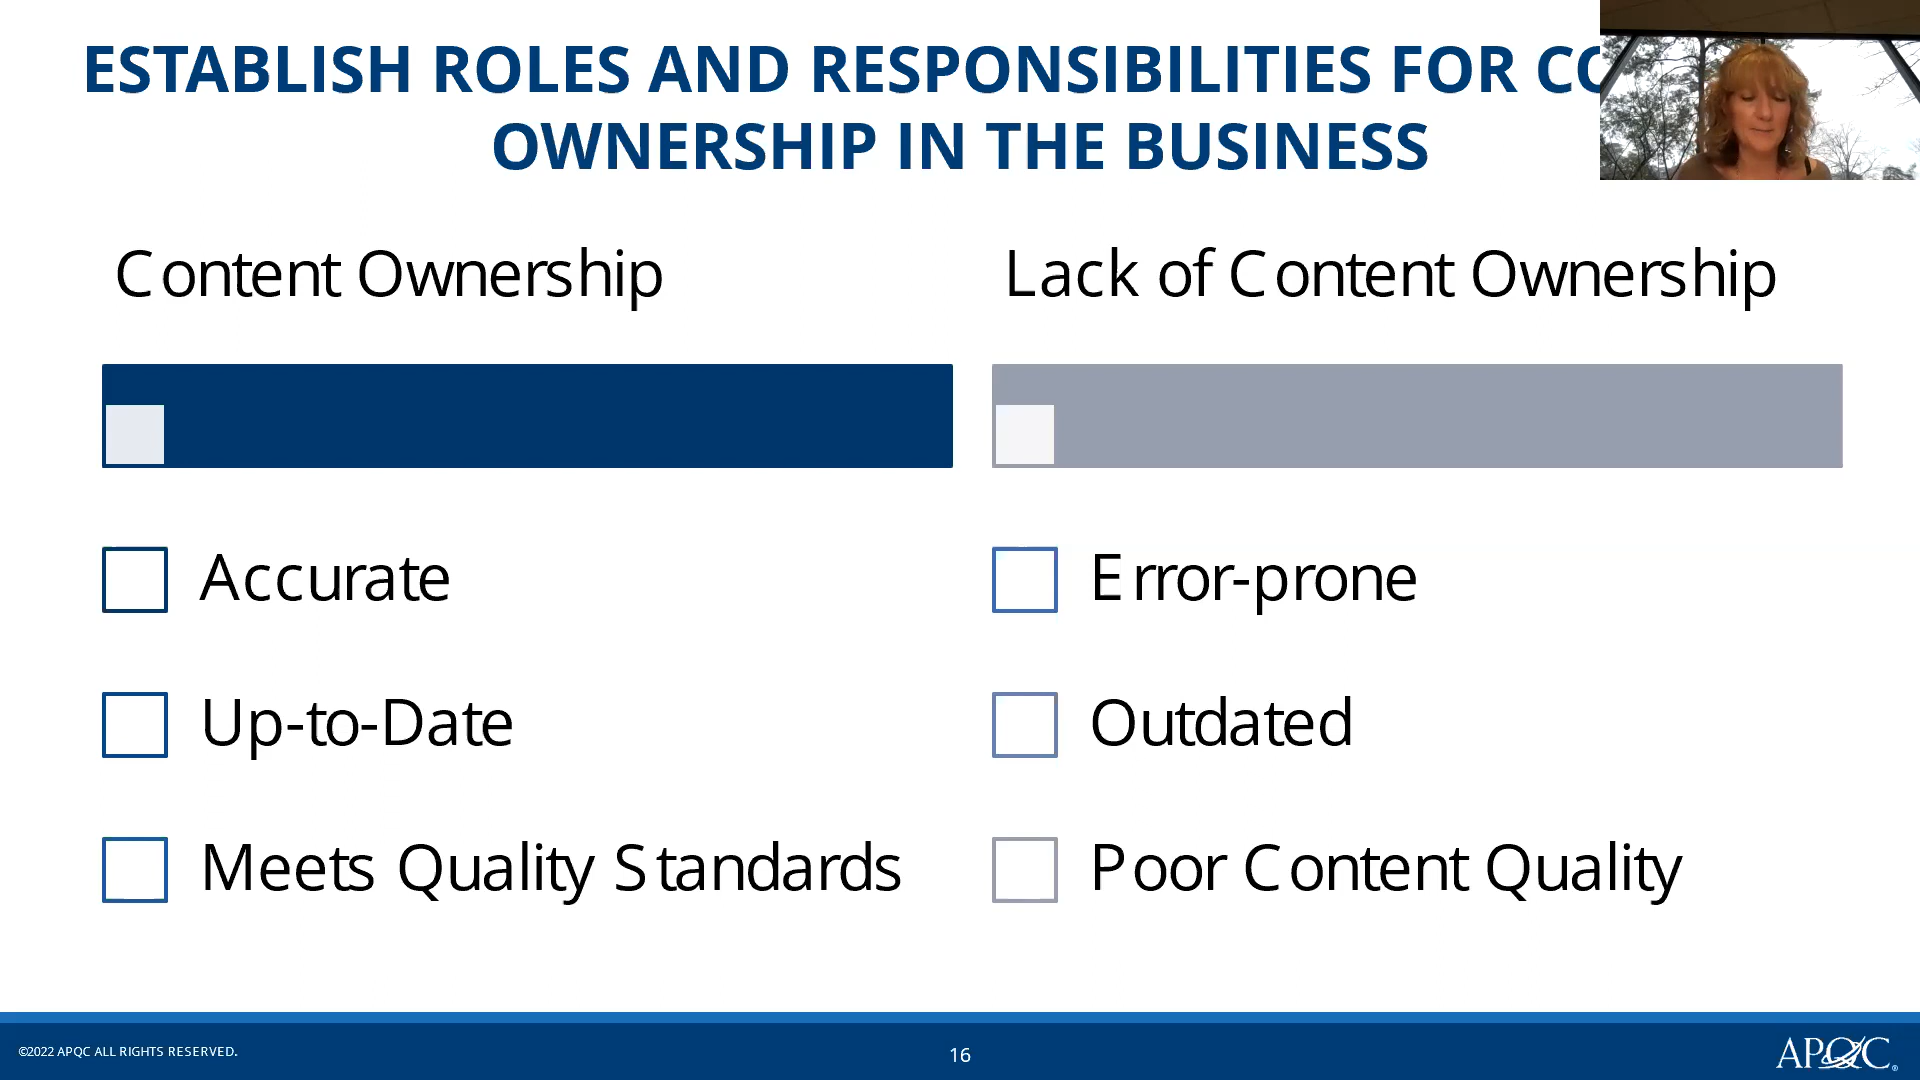 ESTABLISH ROLES AND RESPONSIBILITIES FOR
OWNERSHIP IN THE BUSINESS
Content Ownership
Lack of Content Ownership
Accurate
Error-prone
Up-to-Date
Outdated
Meets Quality Standards
Poor Content Quality
©2022 APQC ALL RIGHTS RESERVED.
16
APQC®